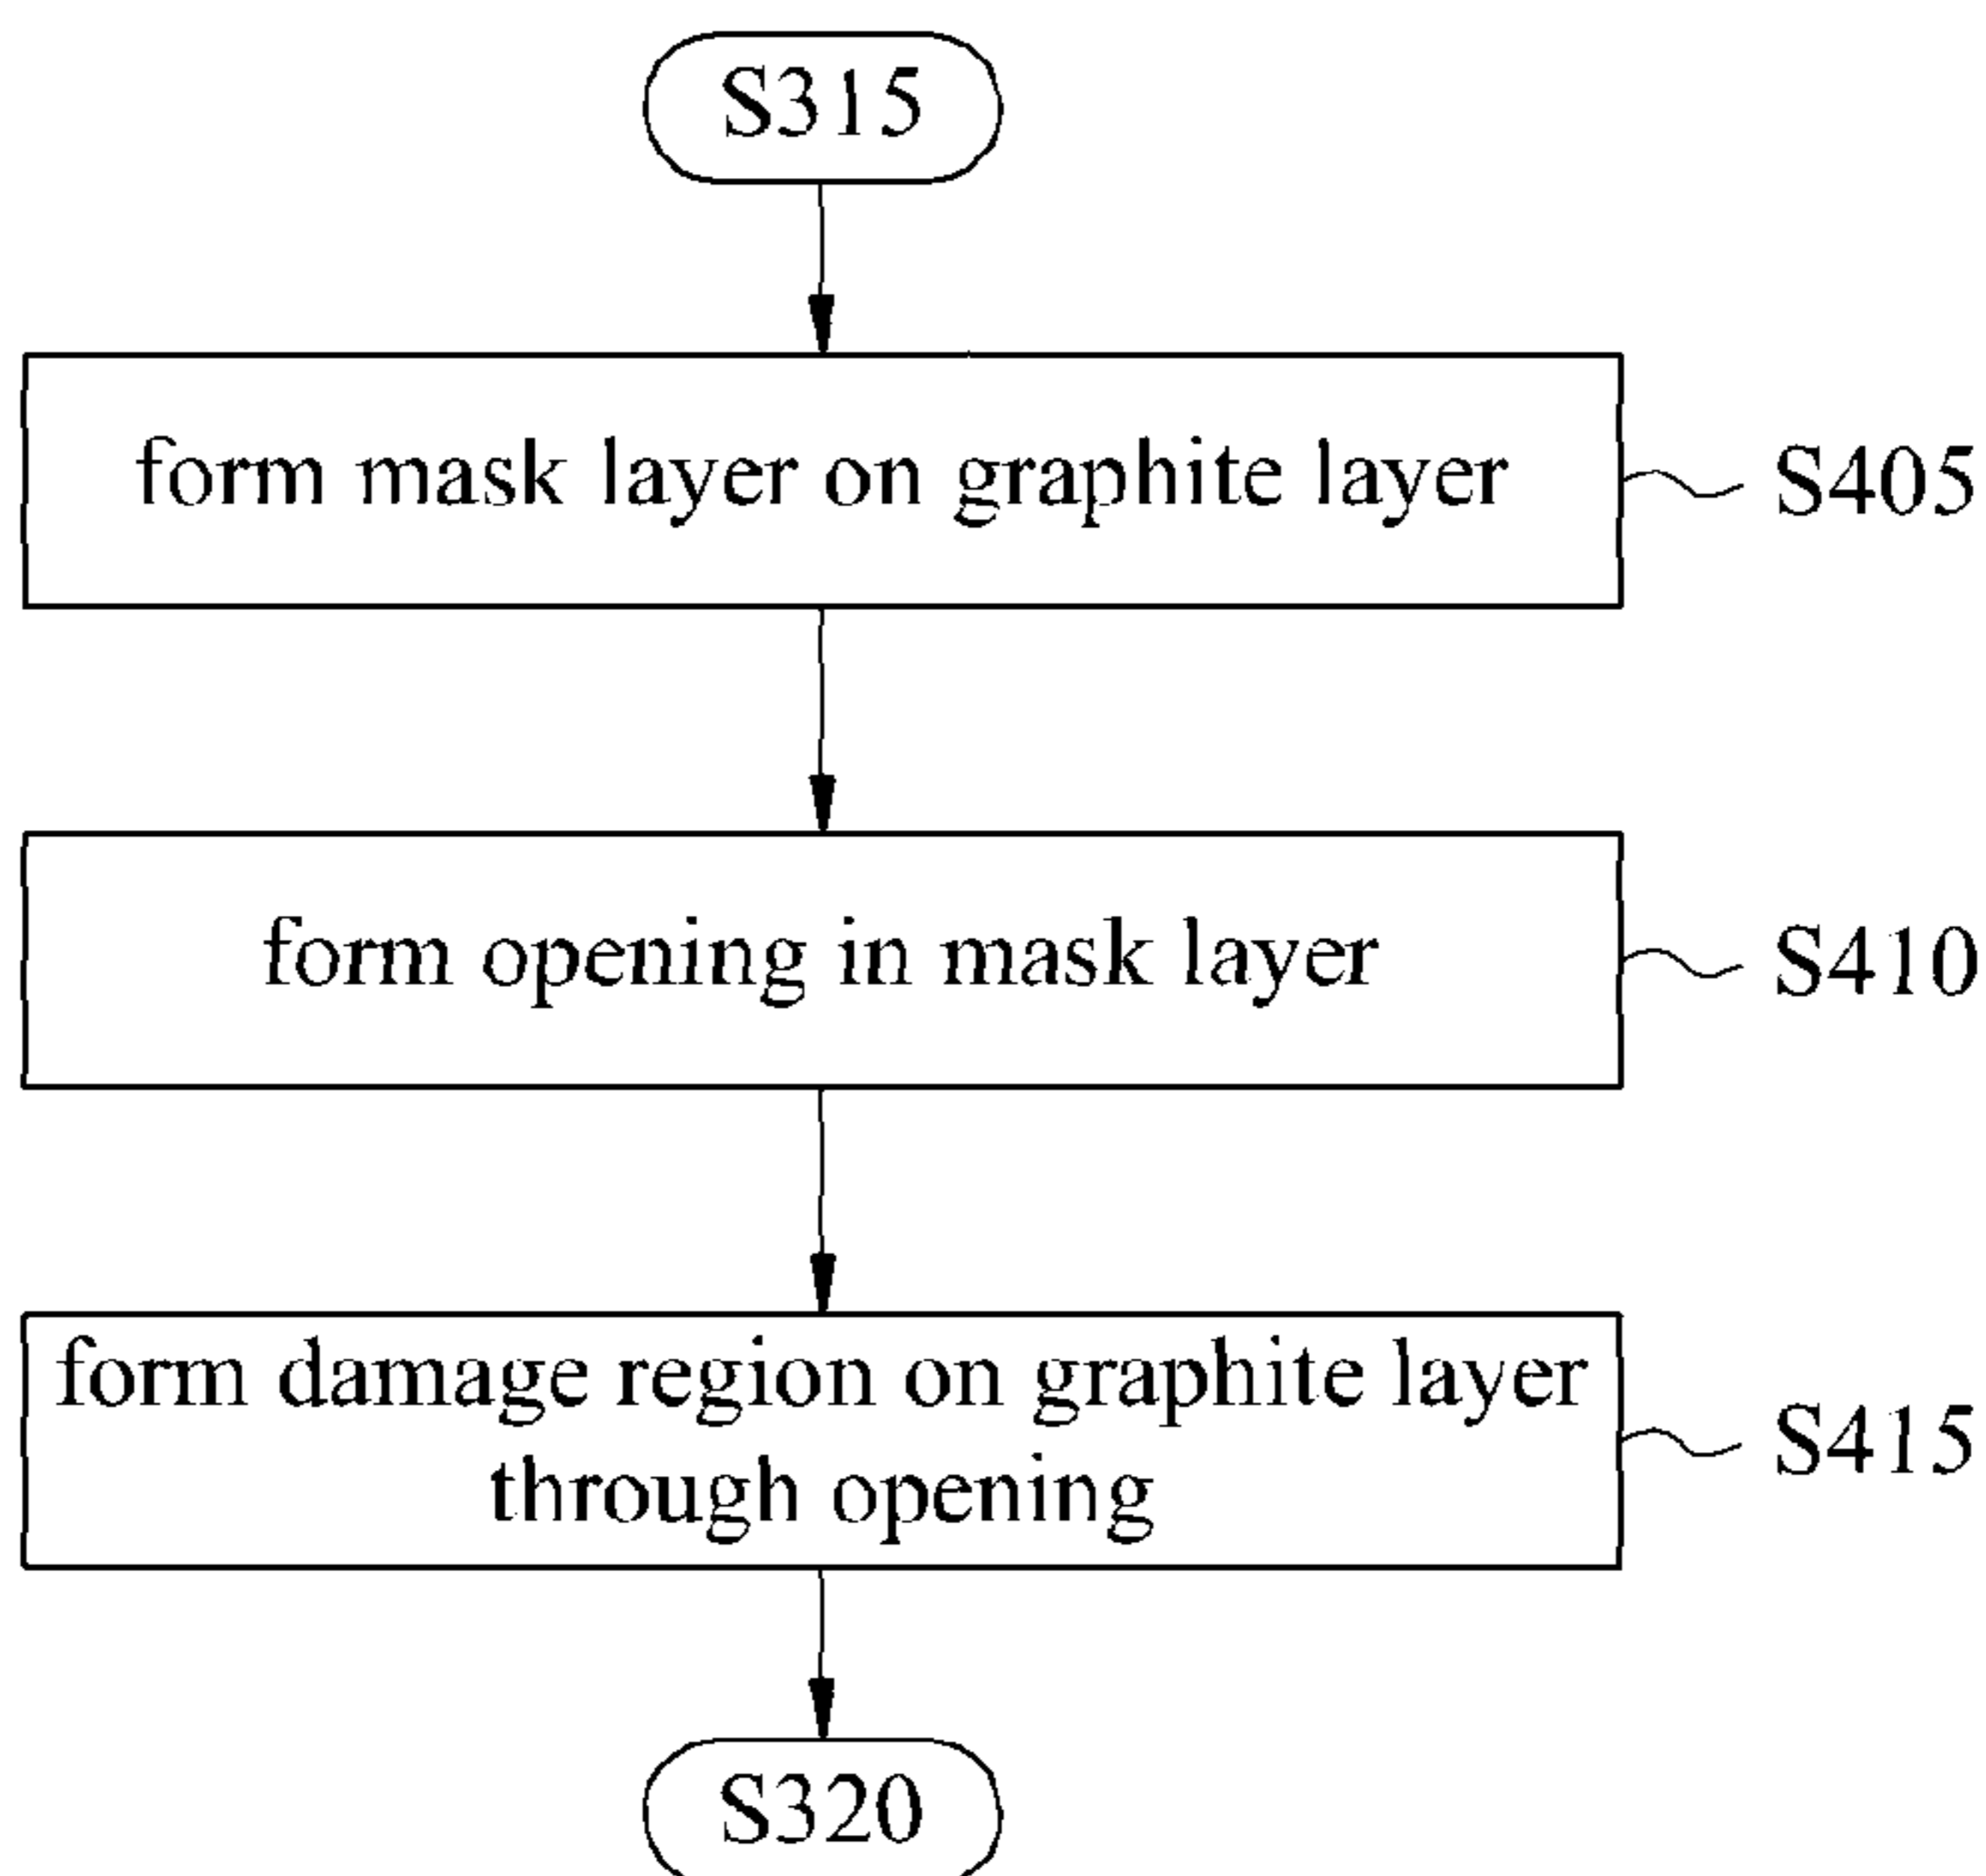 S315
form mask layer on graphite layer
S405
form opening in mask layer
S410
form damage region on graphite layer
through opening
S415
S320